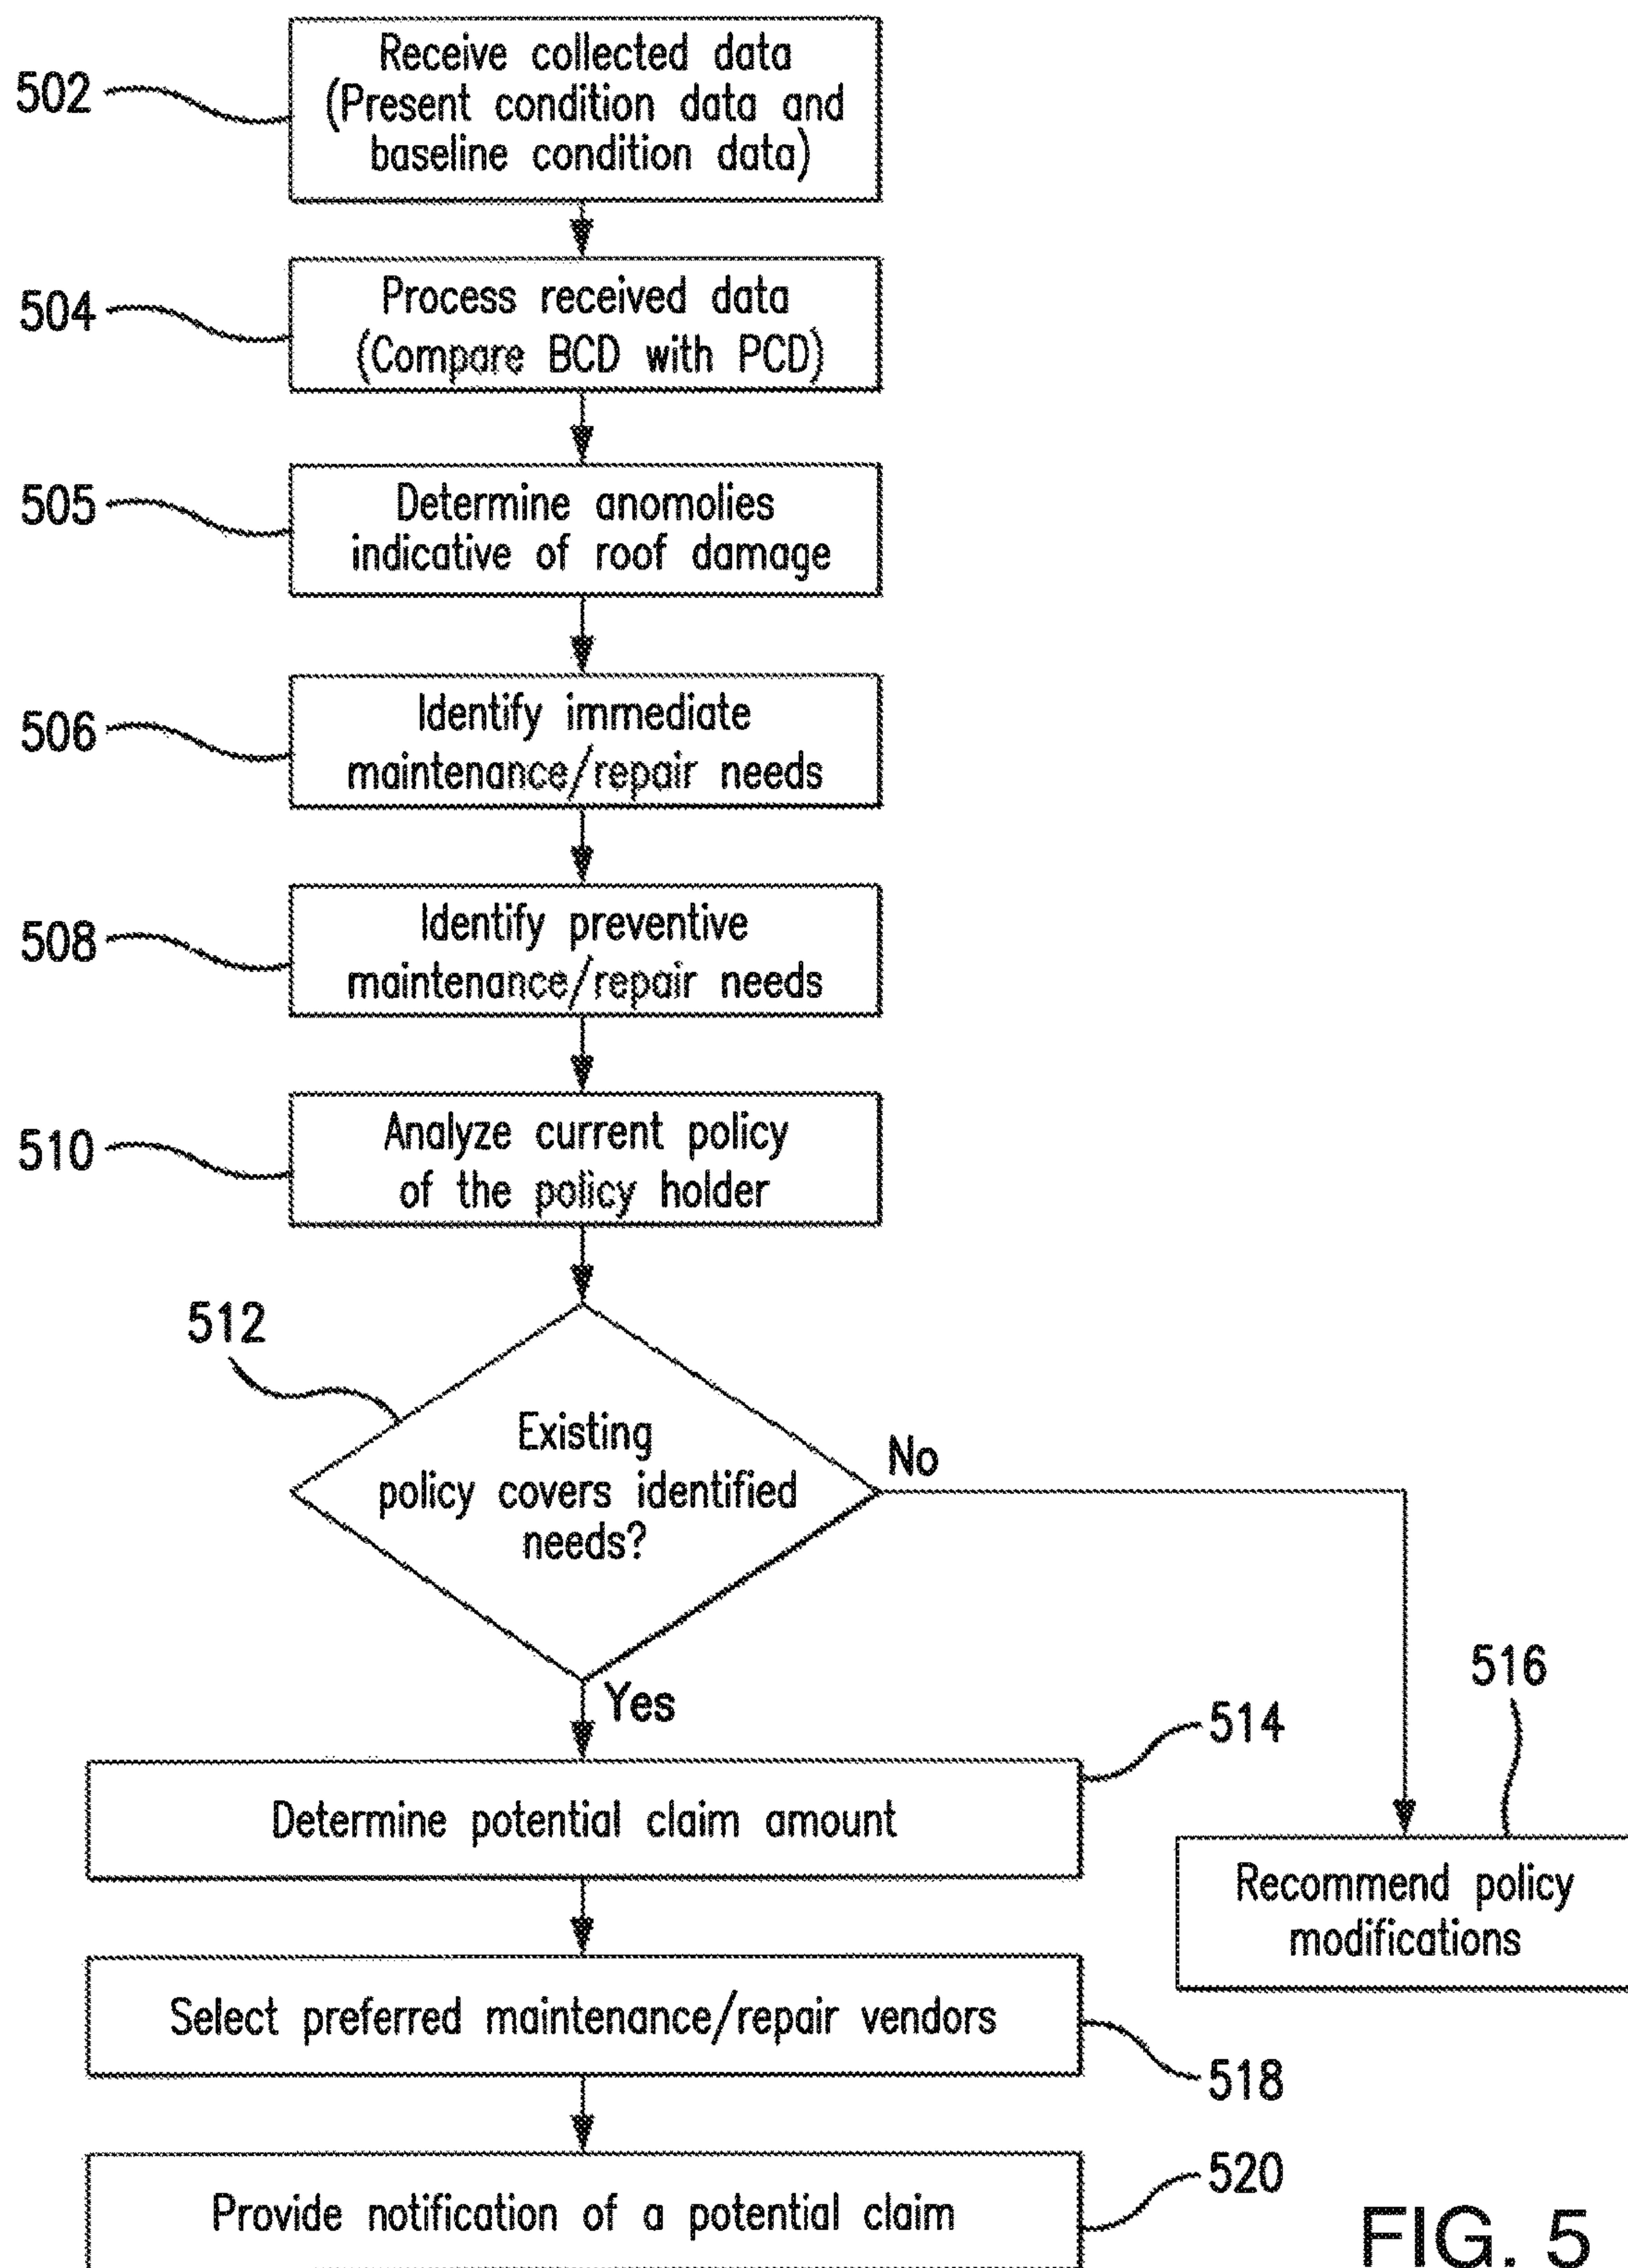 502
Receive collected data
(Present condition data and
baseline condition data)
504
Process received data
(Compare BCD with PCD)
505
Determine anomolies
indicative of roof damage
506
Identify immediate
maintenance/repair needs
508
Identify preventive
maintenance/repair needs
510
Analyze current policy
of the policy holder
512
Existing
policy covers identified
needs?
No
Yes
514
Determine potential claim amount
516
Recommend policy
modifications
Select preferred maintenance/repair vendors
518
520
Provide notification of a potential claim
FIG. 5